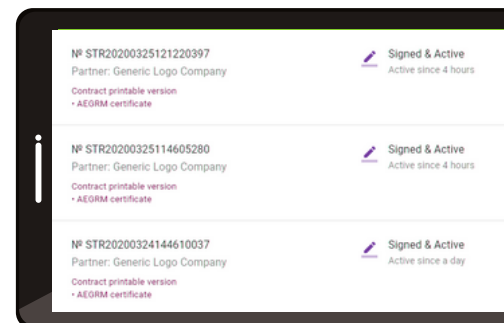 Nº STR20200325121220397
Partner: Generic Logo Company
Contract printable version
• AEGRM certificate
Signed & Active
Active since 4 hours
Nº STR20200325114605280
Partner: Generic Logo Company
Contract printable version
• AEGRM certificate
Signed & Active
Active since 4 hours
Nº STR20200324144610037
Partner: Generic Logo Company
Contract printable version
• AEGRM certificate
Signed & Active
Active since a day